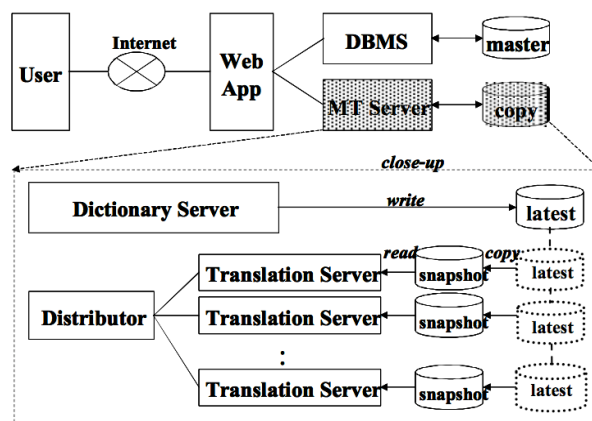 Internet
User
Web
App
DBMS
master
MT Server
copy
close-up
Dictionary Server
write
latest
read
copy
Translation Server
snapshot
latest
Distributor
Translation Server
snapshot
latest
:
Translation Server
snapshot
latest